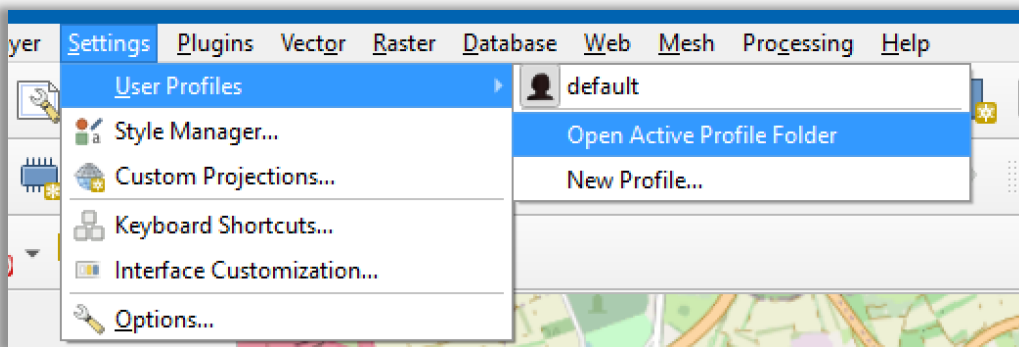 yer Settings Plugins Vector Raster Database Web Mesh Processing Help
User Profiles
default
Style Manager...
Open Active Profile Folder
Custom Projections...
New Profile...
Keyboard Shortcuts...
Interface Customization...
Options...